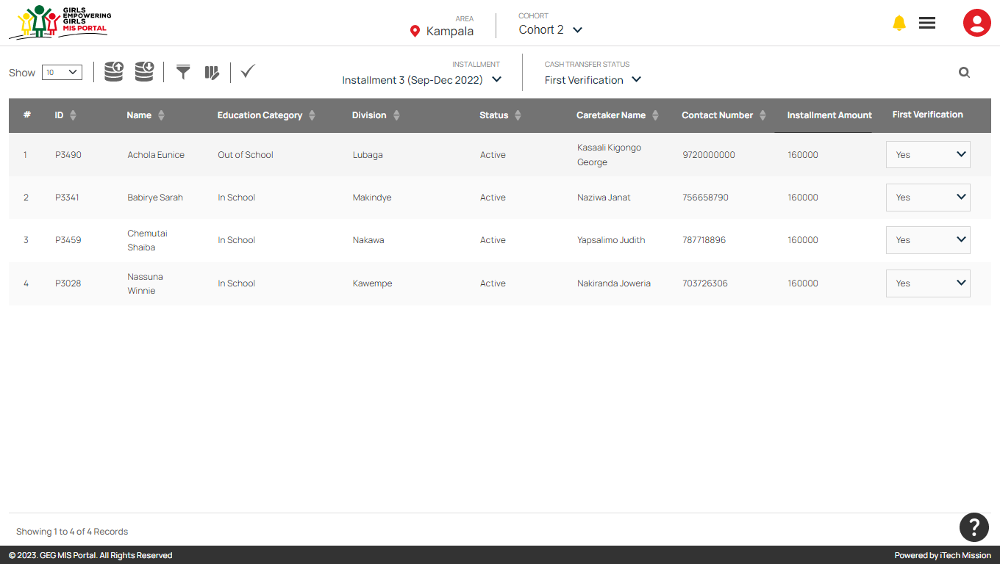 GIRLS
EMPOWERING
GIRLS
MIS PORTAL
AREA
Kampala
COHORT
Cohort 2
Show 10
INSTALLMENT
Installment 3 (Sep-Dec 2022)
CASH TRANSFER STATUS
First Verification
# ID Name Education Category Division Status Caretaker Name Contact Number Installment Amount First Verification
1 P3490 Achola Eunice Out of School Lubaga Active Kasaali Kigongo George 9720000000 160000 Yes
2 P3341 Babirye Sarah In School Makindye Active Naziwa Janat 756658790 160000 Yes
3 P3459 Chemutai Shaiba In School Nakawa Active Yapsalimo Judith 787718896 160000 Yes
4 P3028 Nassuna Winnie In School Kawempe Active Nakiranda Joweria 703726306 160000 Yes
Showing 1 to 4 of 4 Records
?
© 2023. GEG MIS Portal. All Rights Reserved
Powered by iTech Mission